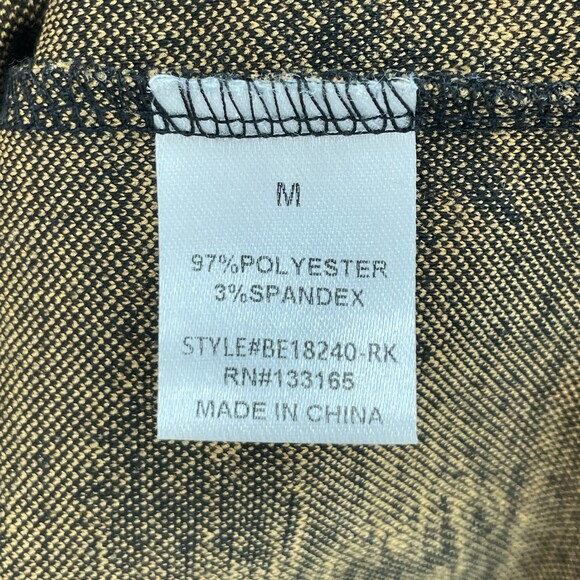 M
97%POLYESTER
3%SPANDEX
STYLE#BE18240-RK
RN#133165
MADE IN CHINA